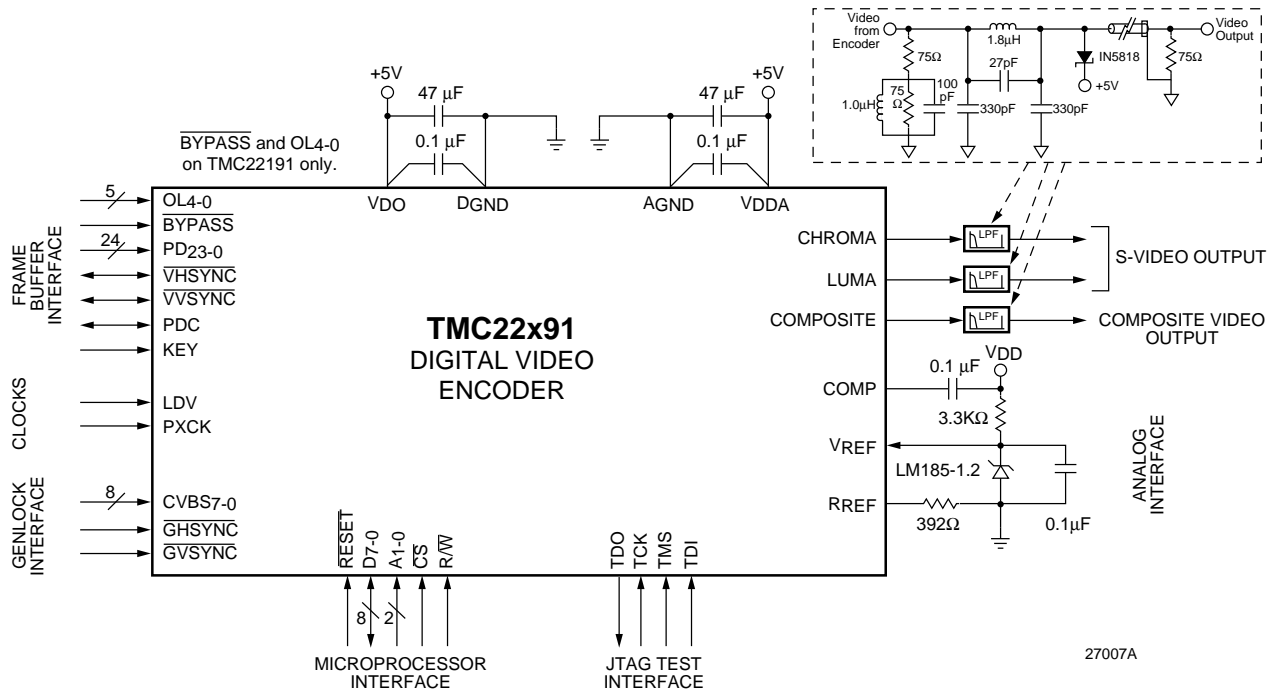 Video
from
Encoder
1.8µH
Video
Output
75Ω
27pF
IN5818
75Ω
+5V
1.0µH
75
Ω
100
pF
330pF
330pF
+5V
47 µF
0.1 µF
+5V
47 µF
0.1 µF
BYPASS and OL4-0
on TMC22191 only.
VDO
DGND
AGND
VDDA
FRAME
BUFFER
INTERFACE
5
OL4-0
BYPASS
24
PD23-0
VHSYNC
VVSYNC
PDC
KEY
CLOCKS
LDV
PXCK
GENLOCK
INTERFACE
8
CVBS7-0
GHSYNC
GVSYNC
TMC22x91
DIGITAL VIDEO
ENCODER
CHROMA
LPF
LUMA
LPF
S-VIDEO OUTPUT
COMPOSITE
LPF
COMPOSITE VIDEO
OUTPUT
VDD
0.1 µF
COMP
3.3KΩ
VREF
LM185-1.2
RREF
392Ω
0.1µF
ANALOG
INTERFACE
RESET
D7-0
A1-0
CS
R/W
8
2
MICROPROCESSOR
INTERFACE
TDO
TCK
TMS
TDI
JTAG TEST
INTERFACE
27007A